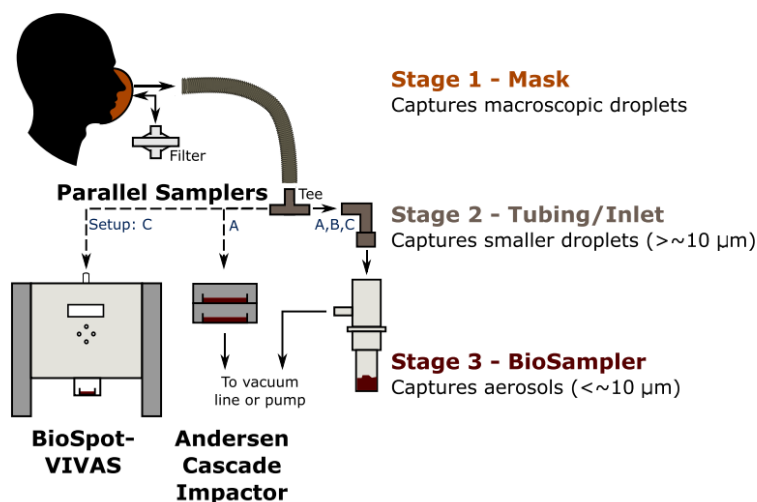 Stage 1 - Mask
Captures macroscopic droplets
Filter
Parallel Samplers
Tee
Setup: C
A
A,B,C
Stage 2 - Tubing/Inlet
Captures smaller droplets (>~10 µm)
Stage 3 - BioSampler
Captures aerosols (<~10 µm)
To vacuum
line or pump
BioSpot-
VIVAS
Andersen
Cascade
Impactor